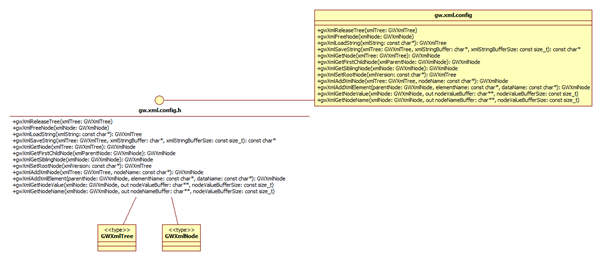 gw.xml.config
+gwXmlReleaseTree(xmlTree: GWXmlTree)
+gwXmlFreeNode(xmlNode: GWXmlNode)
+gwXmlLoadString(xmlString: const char*): GWXmlTree
+gwXmlSaveString(xmlTree: GWXmlTree, xmlStringBuffer: char*, xmlStringBufferSize: const size_t): const char*
+gwXmlGetNode(xmlTree: GWXmlTree): GWXmlNode
+gwXmlGetFirstChildNode(xmlParentNode: GWXmlNode): GWXmlNode
+gwXmlGetSiblingNode(xmlNode: GWXmlNode): GWXmlNode
+gwXmlSetRootNode(xmlVersion: const char*): GWXmlTree
+gwXmlAddXmlNode(xmlTree: GWXmlTree, nodeName: const char*): GWXmlNode
+gwXmlAddXmlElement(parentNode: GWXmlNode, elementName: const char*, dataName: const char*): GWXmlNode
+gwXmlGetNodeValue(xmlNode: GWXmlNode, out nodeValueBuffer: char**, nodeValueBufferSize: const size_t)
+gwXmlGetNodeName(xmlNode: GWXmlNode, out nodeNameBuffer: char**, nodeValueBufferSize: const size_t)
gw.xml.config.h
+gwXmlReleaseTree(xmlTree: GWXmlTree)
+gwXmlFreeNode(xmlNode: GWXmlNode)
+gwXmlLoadString(xmlString: const char*): GWXmlTree
+gwXmlSaveString(xmlTree: GWXmlTree, xmlStringBuffer: char*, xmlStringBufferSize: const size_t): const char*
+gwXmlGetNode(xmlTree: GWXmlTree): GWXmlNode
+gwXmlGetFirstChildNode(xmlParentNode: GWXmlNode): GWXmlNode
+gwXmlGetSiblingNode(xmlNode: GWXmlNode): GWXmlNode
+gwXmlSetRootNode(xmlVersion: const char*): GWXmlTree
+gwXmlAddXmlNode(xmlTree: GWXmlTree, nodeName: const char*): GWXmlNode
+gwXmlAddXmlElement(parentNode: GWXmlNode, elementName: const char*, dataName: const char*): GWXmlNode
+gwXmlGetNodeValue(xmlNode: GWXmlNode, out nodeValueBuffer: char**, nodeValueBufferSize: const size_t)
+gwXmlGetNodeName(xmlNode: GWXmlNode, out nodeNameBuffer: char**, nodeValueBufferSize: const size_t)
<<type>>
GWXmlTree
<<type>>
GWXmlNode